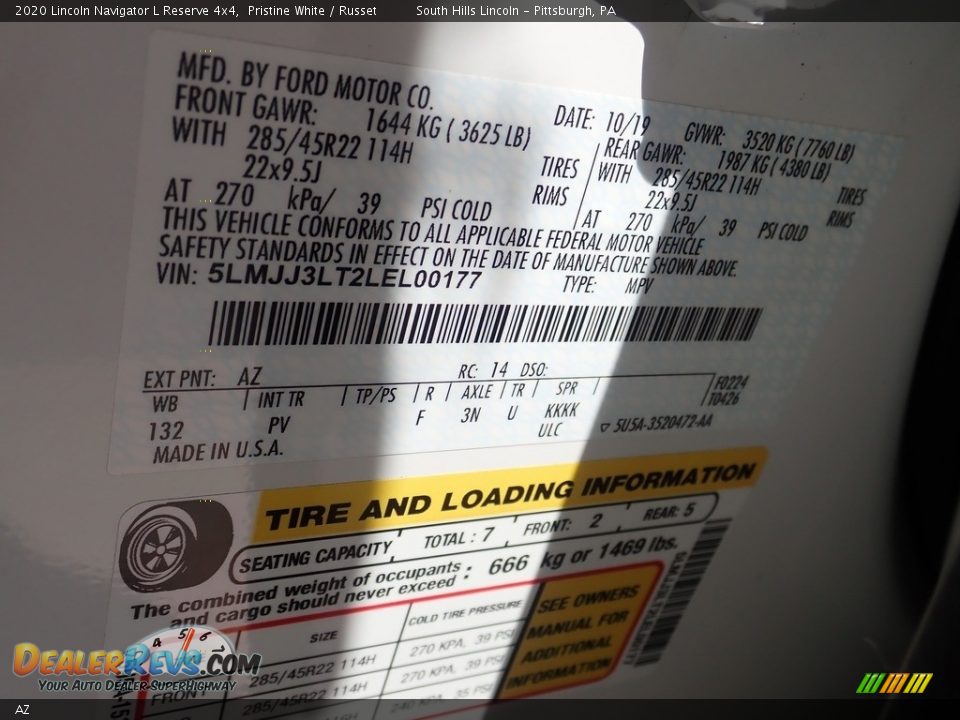 2020 Lincoln Navigator L Reserve 4x4, Pristine White / Russet South Hills Lincoln - Pittsburgh, PA
MFD. BY FORD MOTOR CO.
DATE: 10/19 GVWR: 3520 KG ( 7760 LB)
FRONT GAWR: 1644 KG ( 3625 LB) REAR GAWR: 1987 KG ( 4380 LB)
WITH 285/45R22 114H TIRES WITH 285/45R22 114H TIRES
22x9.5J RIMS 22x9.5J RIMS
AT 270 kPa/ 39 PSI COLD AT 270 kPa/ 39 PSI COLD
THIS VEHICLE CONFORMS TO ALL APPLICABLE FEDERAL MOTOR VEHICLE
SAFETY STANDARDS IN EFFECT ON THE DATE OF MANUFACTURE SHOWN ABOVE.
VIN: 5LMJJ3LT2LEL00177 TYPE: MPV
EXT PNT: AZ RC: 14 DSO:
WB INT TR TP/PS R AXLE TR SPR F0224
T0426
132 PV F 3N U KKKK
ULC ▽ 5U5A-3520472-AA
MADE IN U.S.A.
TIRE AND LOADING INFORMATION
SEATING CAPACITY TOTAL : 7 FRONT: 2 REAR: 5
The combined weight of occupants
and cargo should never exceed : 666 kg or 1469 lbs.
SIZE COLD TIRE PRESSURE
FRONT 285/45R22 114H 270 KPA, 39 PSI
285/45R22 114H 270 KPA, 39 PSI
240 KPA, 35 PSI
SEE OWNERS
MANUAL FOR
ADDITIONAL
INFORMATION
DEALERREVS.COM
Your Auto Dealer SuperHighway
4 5 6
AZ